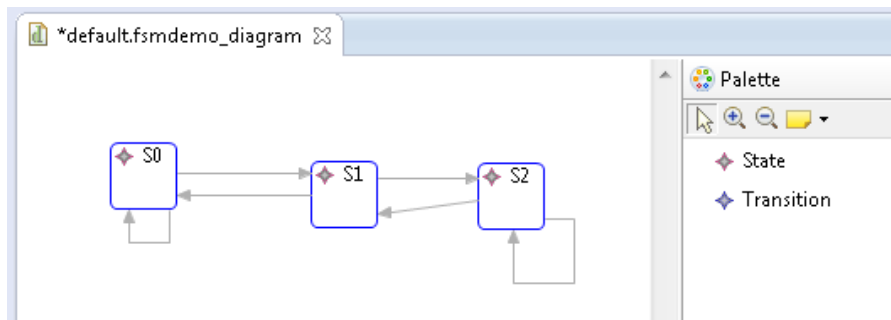 *default.fsmdemo_diagram
Palette
S0
S1
S2
State
Transition